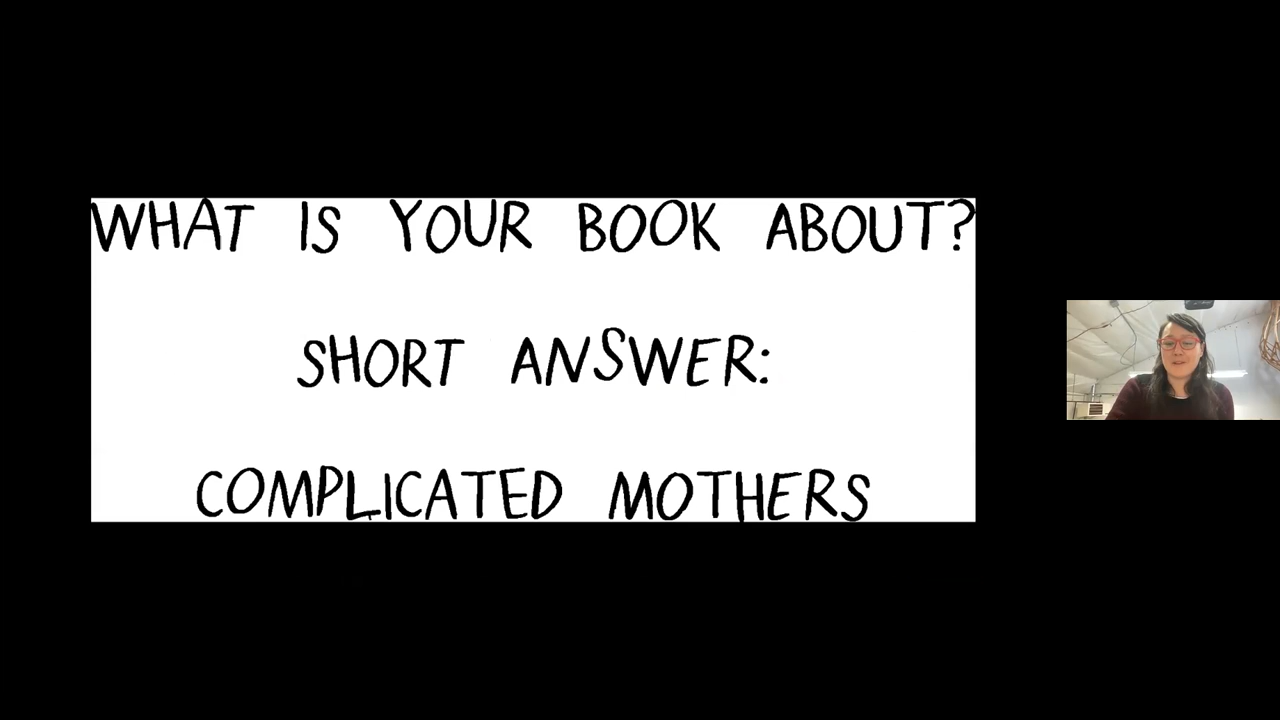 WHAT IS YOUR BOOK ABOUT?
SHORT ANSWER:
COMPLICATED MOTHERS